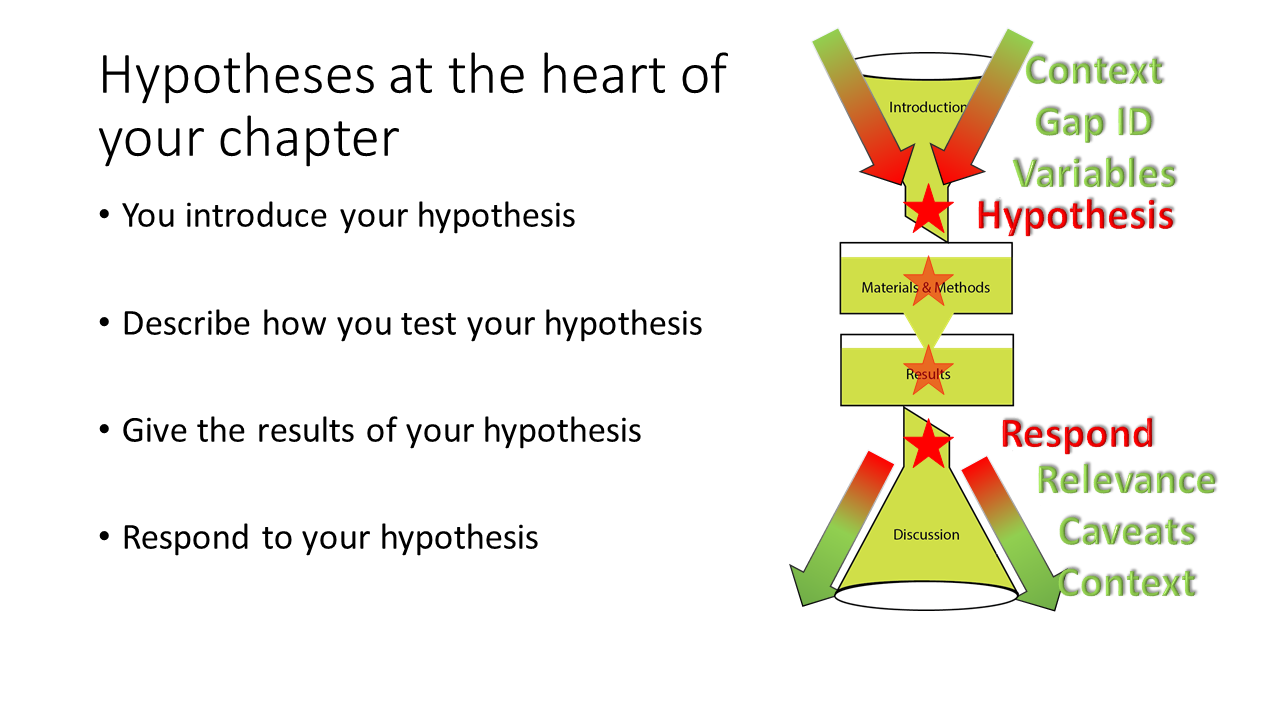 Hypotheses at the heart of
your chapter
• You introduce your hypothesis
• Describe how you test your hypothesis
• Give the results of your hypothesis
• Respond to your hypothesis
Introduction
Context
Gap ID
Variables
Hypothesis
Materials & Methods
Results
Respond
Relevance
Caveats
Context
Discussion